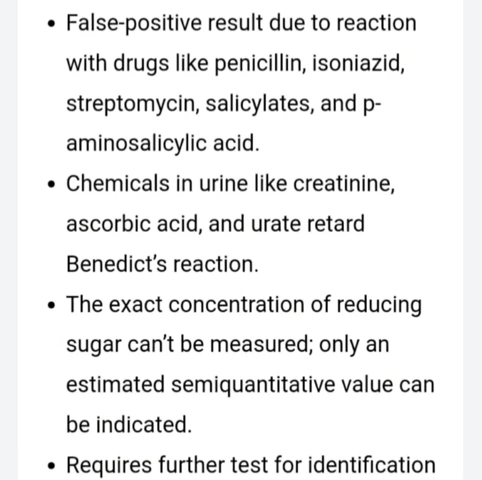 • False-positive result due to reaction
with drugs like penicillin, isoniazid,
streptomycin, salicylates, and p-
aminosalicylic acid.
• Chemicals in urine like creatinine,
ascorbic acid, and urate retard
Benedict’s reaction.
• The exact concentration of reducing
sugar can’t be measured; only an
estimated semiquantitative value can
be indicated.
• Requires further test for identification